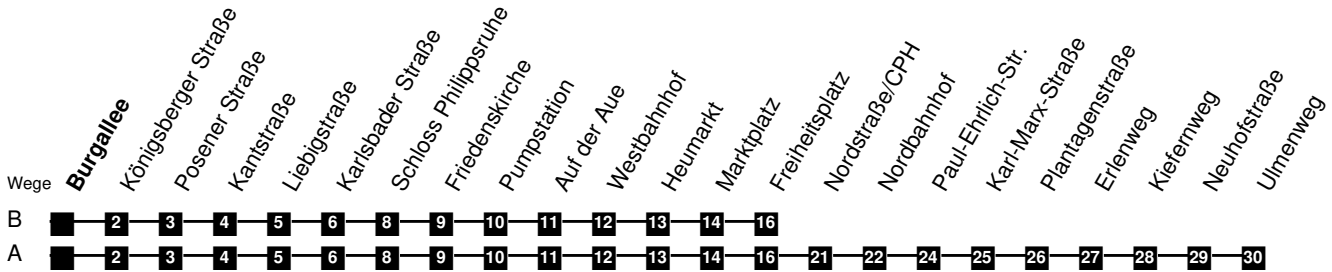 Wege
Burgallee
Königsberger Straße
Posener Straße
Kantstraße
Liebigstraße
Karlsbader Straße
Schloss Philippsruhe
Friedenskirche
Pumpstation
Auf der Aue
Westbahnhof
Heumarkt
Marktplatz
Freiheitsplatz
Nordstraße/CPH
Nordbahnhof
Paul-Ehrlich-Str.
Karl-Marx-Straße
Plantagenstraße
Erlenweg
Kiefernweg
Neuhofstraße
Ulmenweg
B 2 3 4 5 6 8 9 10 11 12 13 14 16
A 2 3 4 5 6 8 9 10 11 12 13 14 16 21 22 24 25 26 27 28 29 30